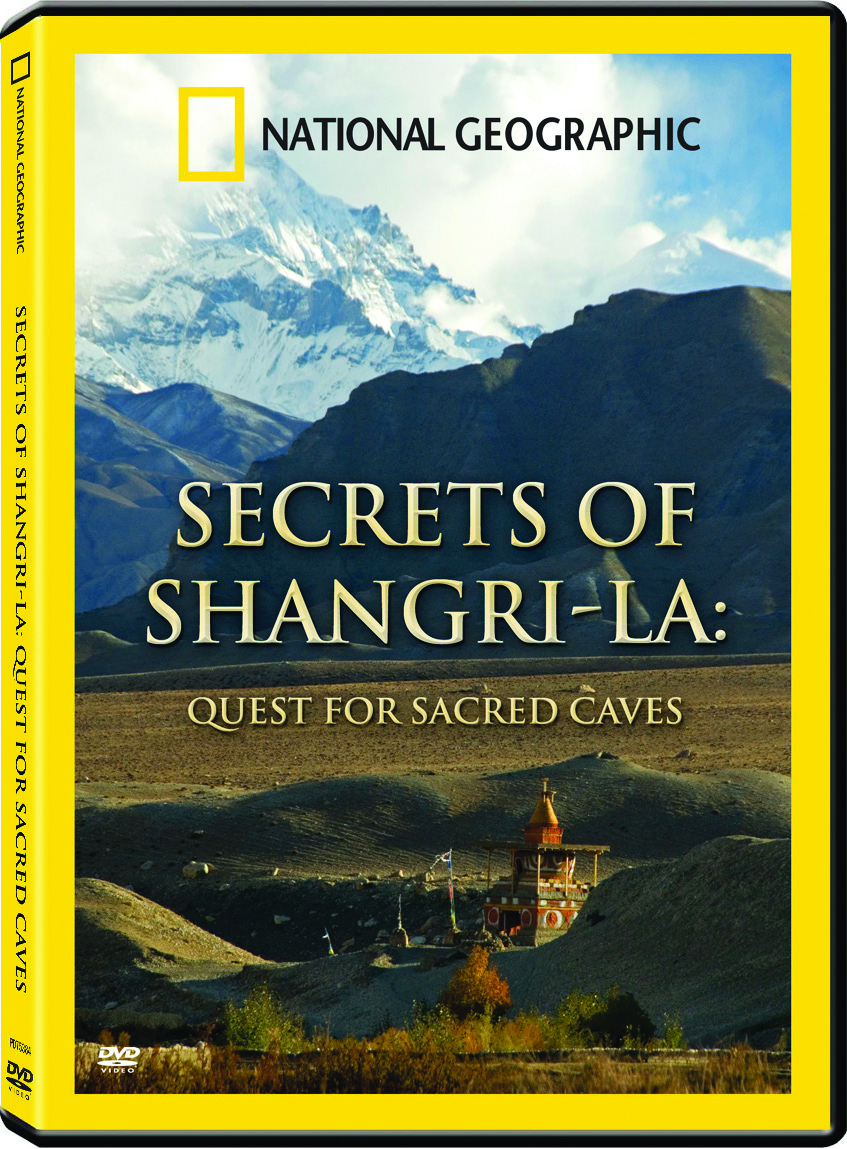 NATIONAL GEOGRAPHIC
SECRETS OF
SHANGRI-LA:
QUEST FOR SACRED CAVES
DVD
VIDEO
NATIONAL GEOGRAPHIC
SECRETS OF SHANGRI-LA: QUEST FOR SACRED CAVES
DVD
VIDEO